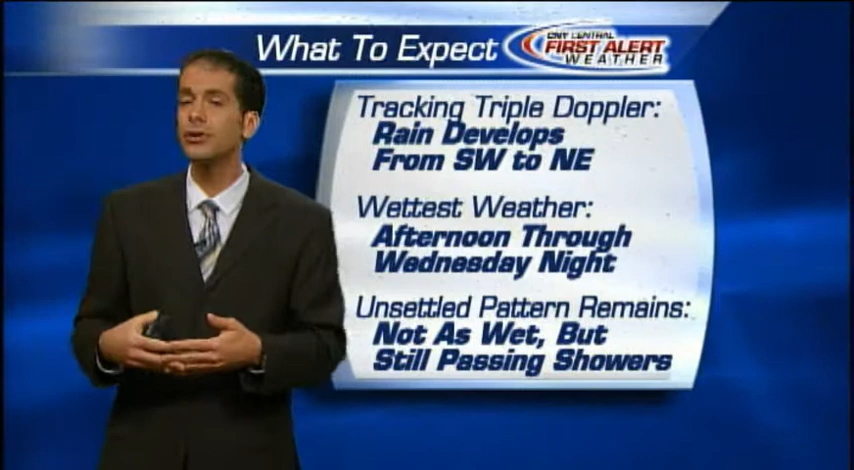 What To Expect
CNY CENTRAL
FIRST ALERT
WEATHER
Tracking Triple Doppler:
Rain Develops
From SW to NE
Wettest Weather:
Afternoon Through
Wednesday Night
Unsettled Pattern Remains:
Not As Wet, But
Still Passing Showers